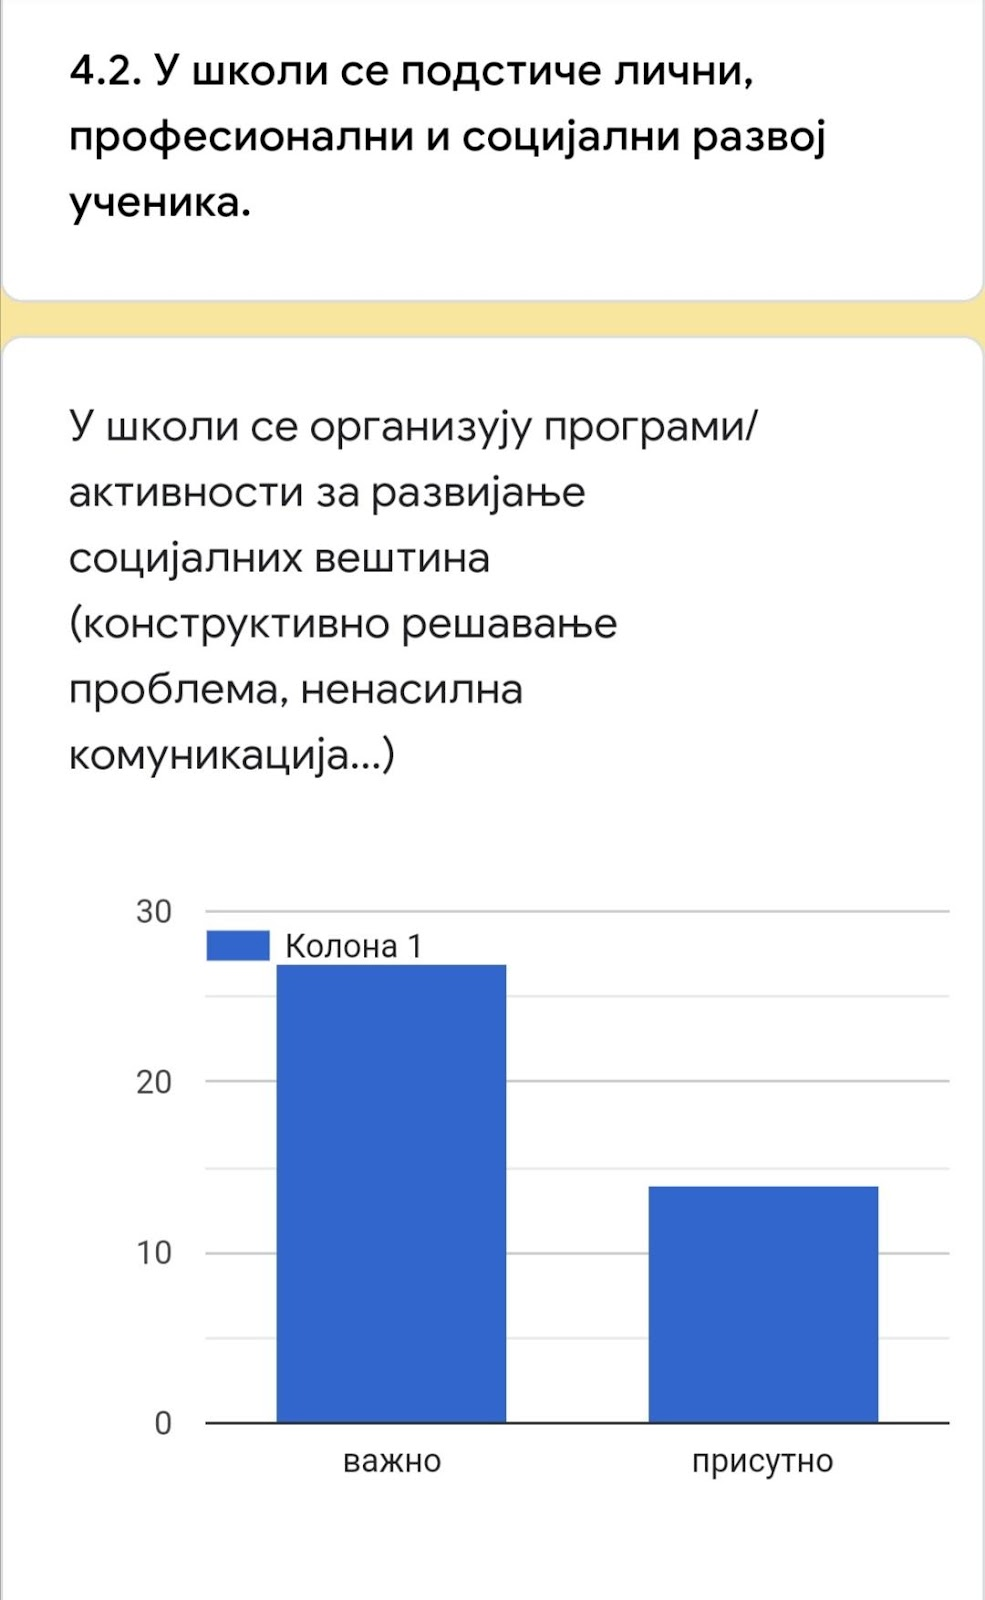 4.2. У школи се подстиче лични,
професионални и социјални развој
ученика.
У школи се организују програми/
активности за развијање
социјалних вештина
(конструктивно решавање
проблема, ненасилна
комуникација...)
30
Колона 1
20
10
0
важно
присутно